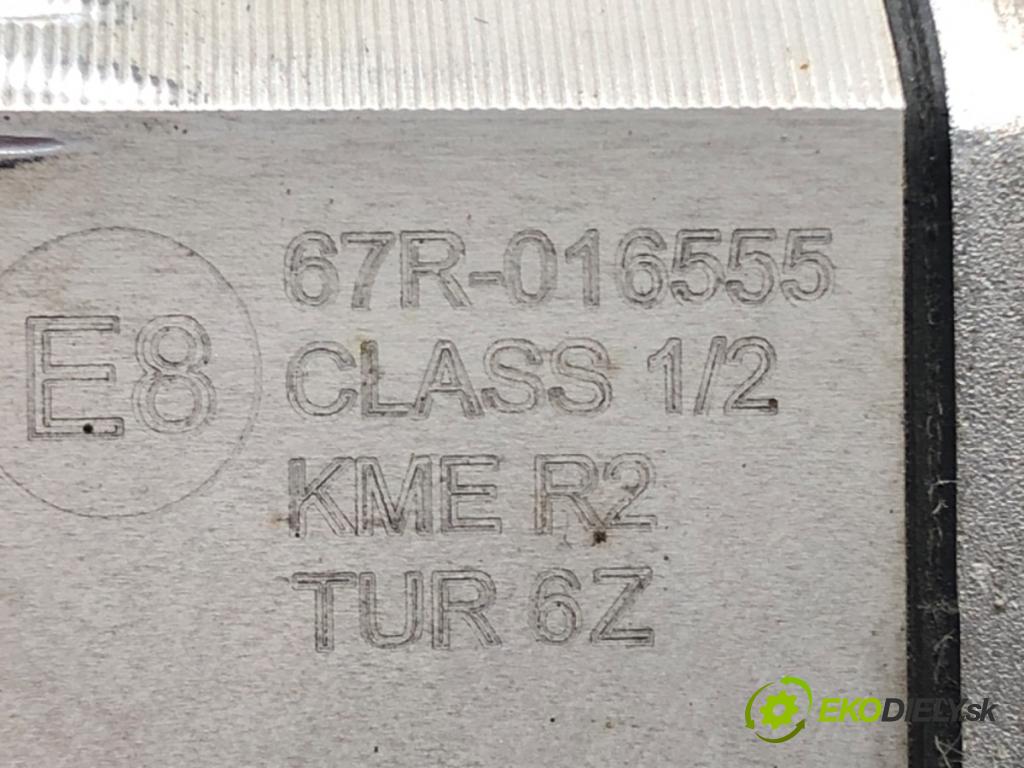 E8
67R-016555
CLASS 1/2
KME R2
TUR 6Z
EKODIELY.sk